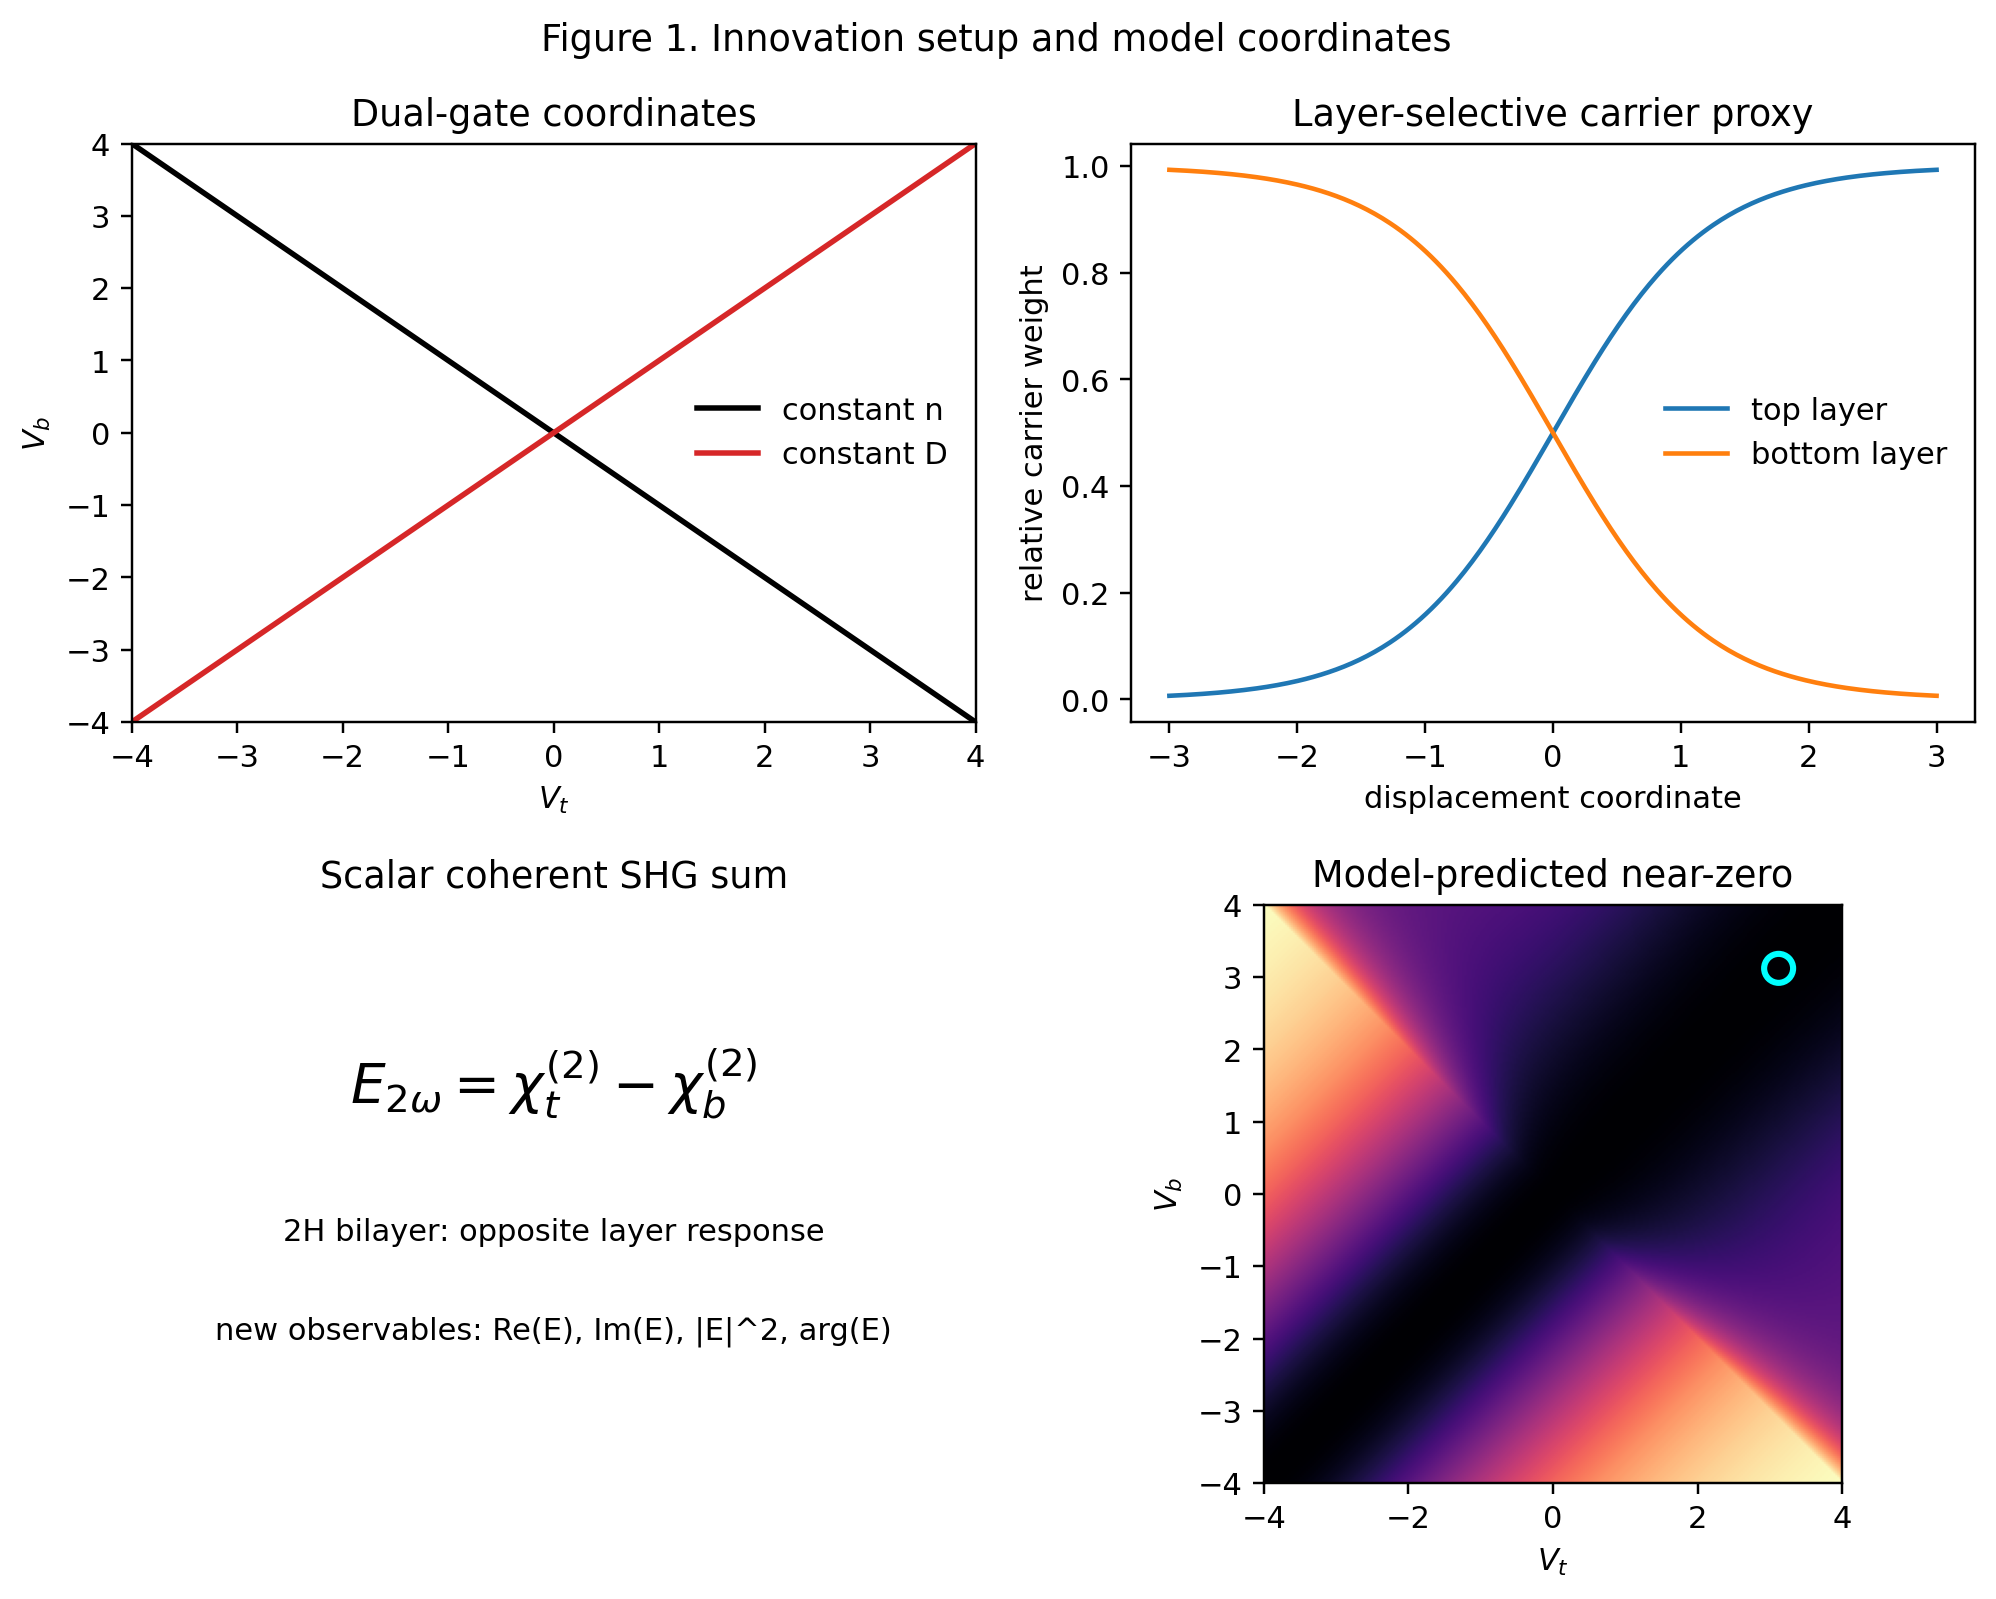 Figure 1. Innovation setup and model coordinates
Dual-gate coordinates
4
3
2
1
0
−1
−2
−3
−4
V_b
constant n
constant D
−4 −3 −2 −1 0 1 2 3 4
V_t
Layer-selective carrier proxy
1.0
0.8
0.6
0.4
0.2
0.0
relative carrier weight
top layer
bottom layer
−3 −2 −1 0 1 2 3
displacement coordinate
Scalar coherent SHG sum
E_{2ω} = χ_t^{(2)} − χ_b^{(2)}
2H bilayer: opposite layer response
new observables: Re(E), Im(E), |E|^2, arg(E)
Model-predicted near-zero
4
3
2
1
0
−1
−2
−3
−4
V_b
−4 −2 0 2 4
V_t